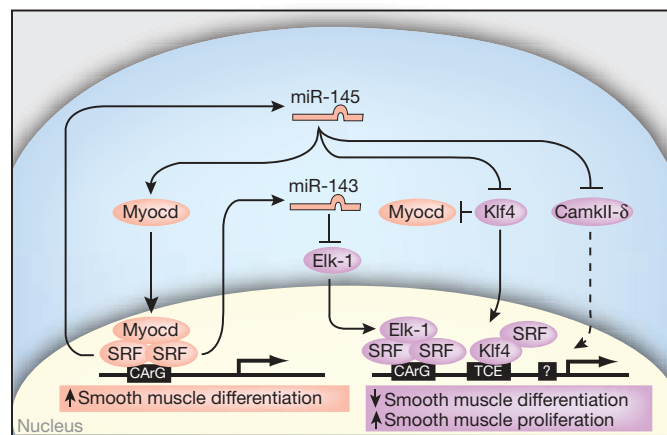 miR-145
miR-143
Myocd
Myocd
Klf4
CamkII-δ
Elk-1
Myocd
SRF SRF
CArG
Elk-1
SRF SRF
CArG
SRF
Klf4
TCE
?
Smooth muscle differentiation
Smooth muscle differentiation
Smooth muscle proliferation
Nucleus